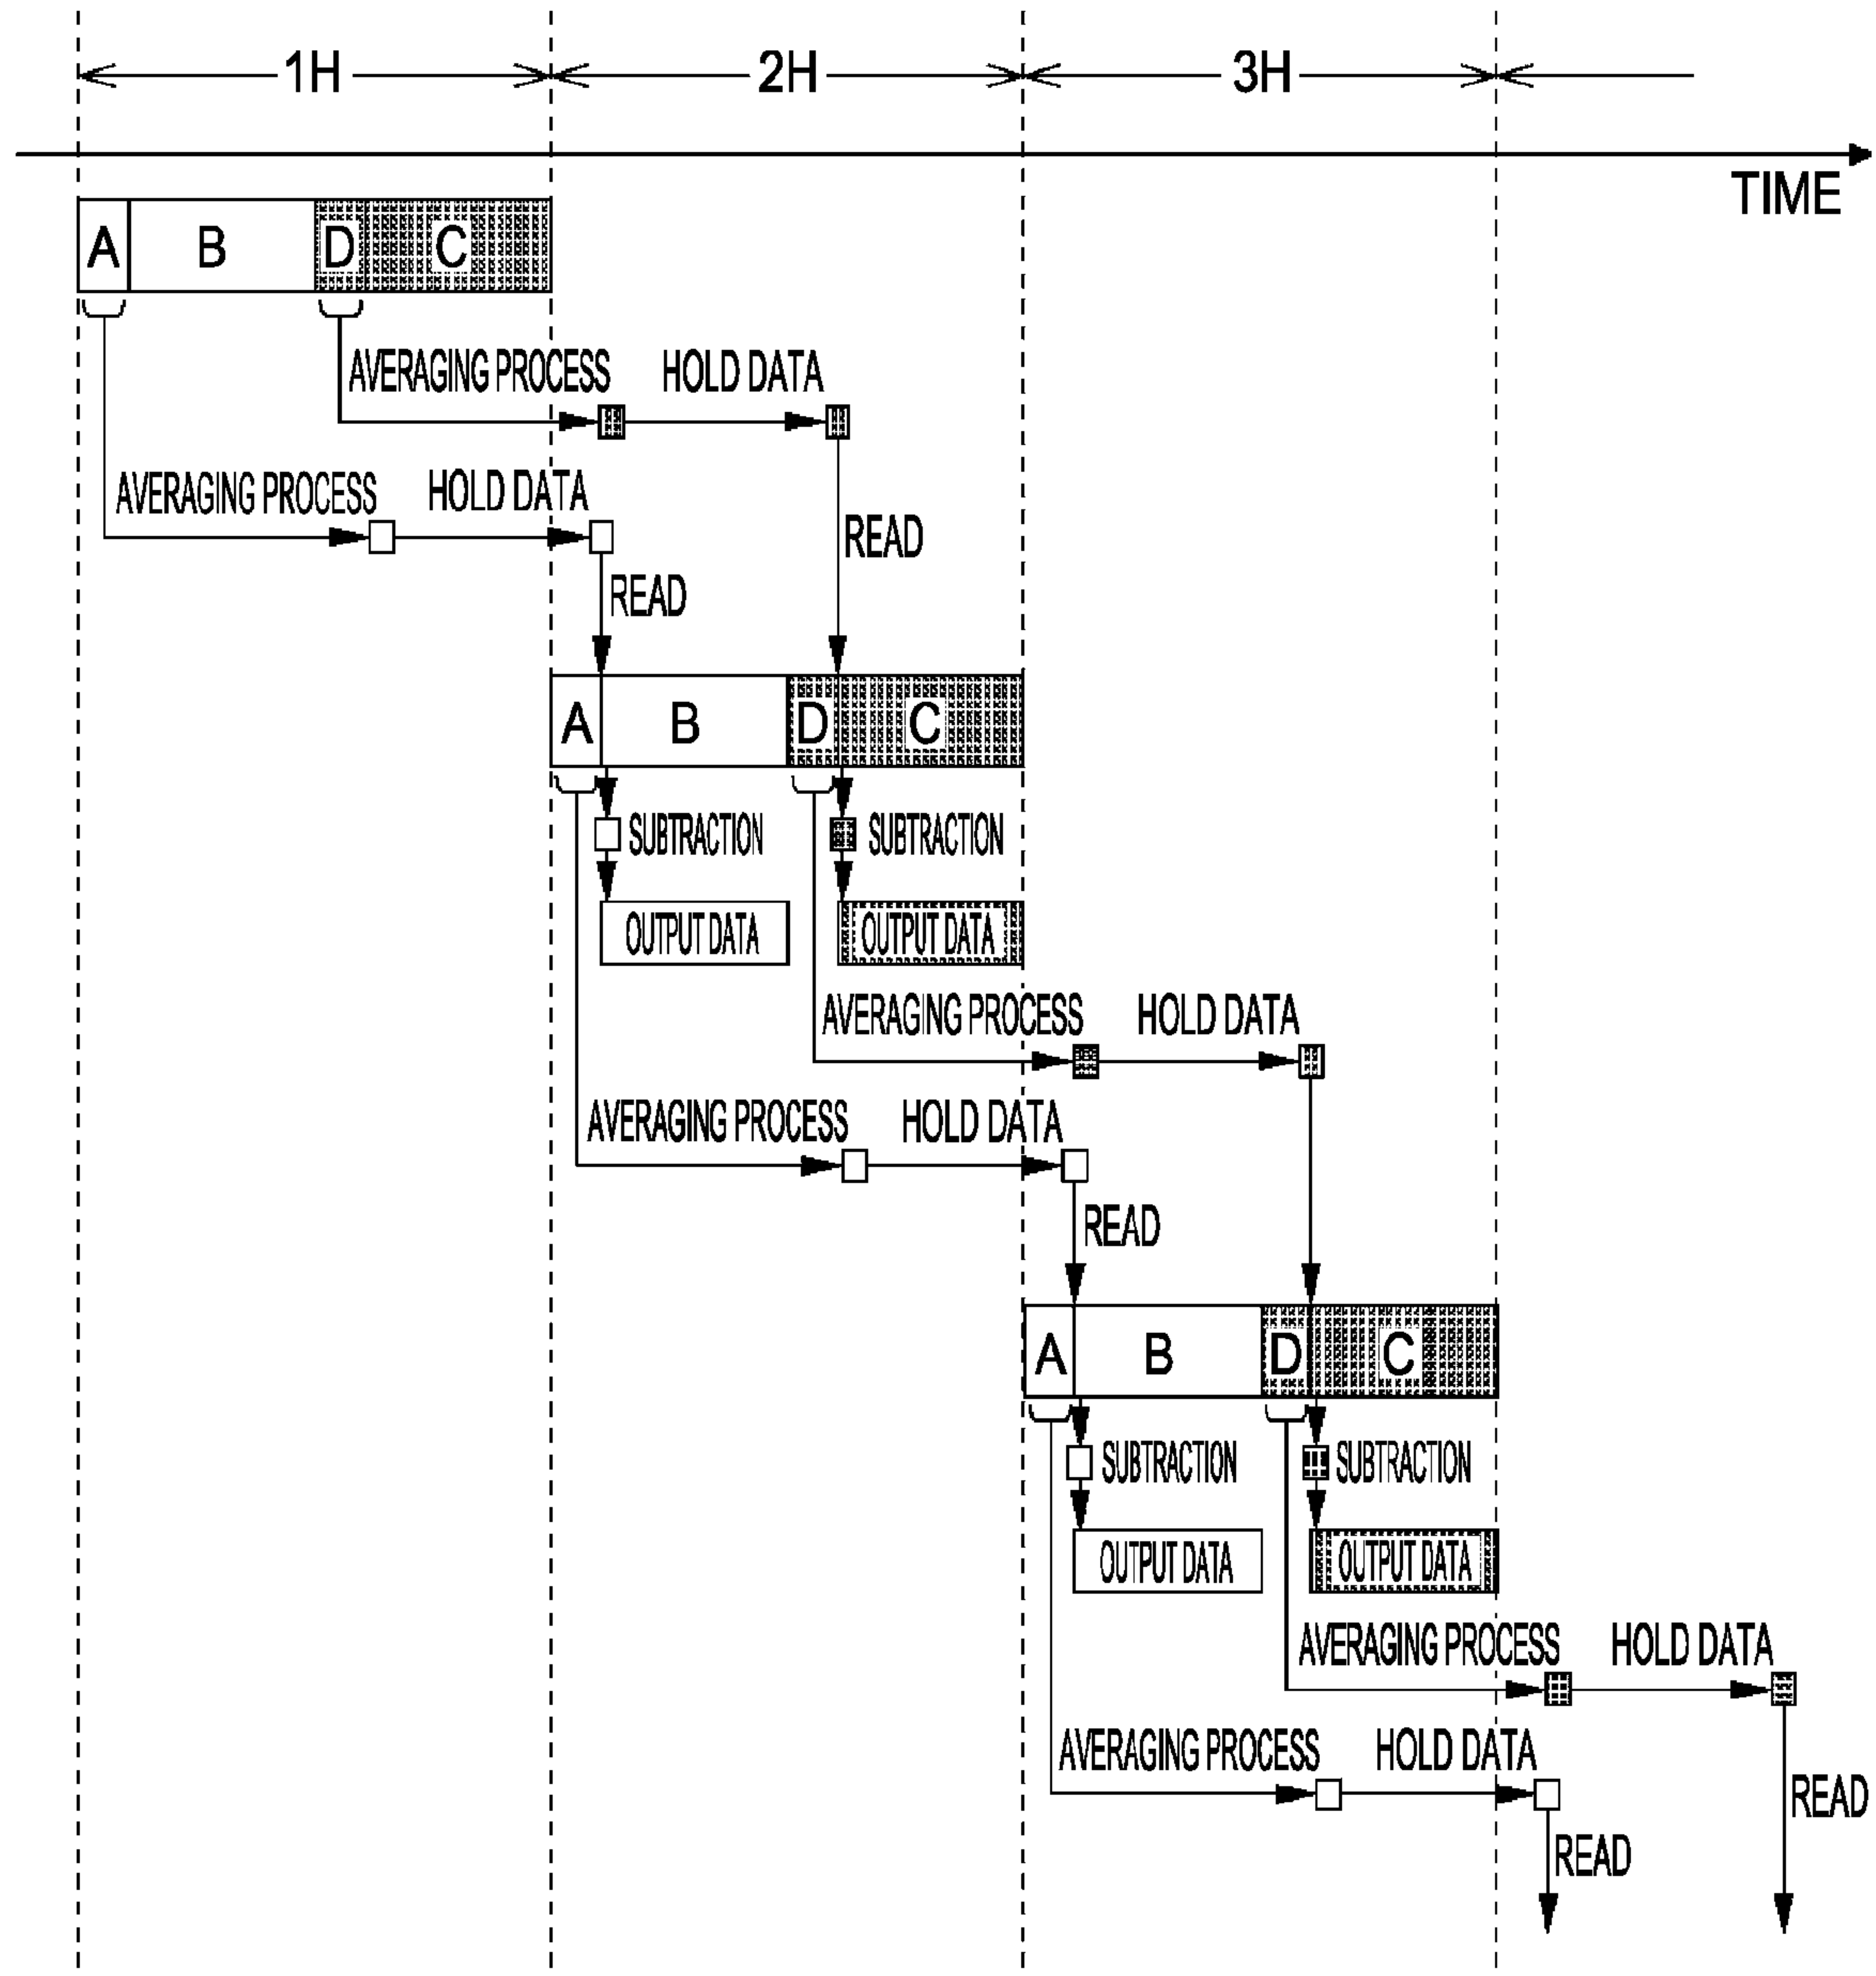 1H 2H 3H
TIME
A B D C
AVERAGING PROCESS HOLD DATA
AVERAGING PROCESS HOLD DATA
READ
READ
A B D C
SUBTRACTION SUBTRACTION
OUTPUT DATA OUTPUT DATA
AVERAGING PROCESS HOLD DATA
AVERAGING PROCESS HOLD DATA
READ
A B D C
SUBTRACTION SUBTRACTION
OUTPUT DATA OUTPUT DATA
AVERAGING PROCESS HOLD DATA
AVERAGING PROCESS HOLD DATA
READ
READ